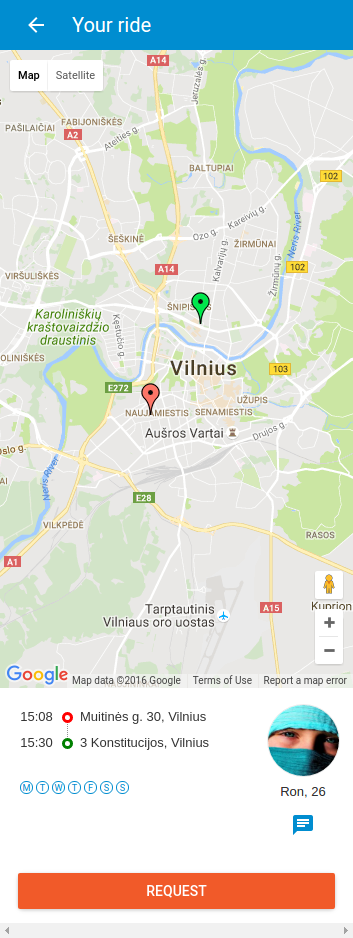 Your ride
A14
Jeruzalės g.
Map Satellite
FABIJONIŠKĖS
PAŠILAIČIAI
A2
Ateities g.
BALTUPIAI
102
ŠEŠKINĖ
Ozo g.
Kareivių g.
Kalvarijų g.
ŽIRMŪNAI
Neris River
Žirmūnų g.
A14
102
VIRŠULIŠKĖS
ŠNIPIŠ
Karoliniškių
kraštovaizdžio
draustinis
Kęstučio g.
OLINIŠKĖS
Vilnius
103
E272
UŽUPIS
NAUJAMIESTIS
SENAMIESTIS
Aušros Vartai
Drujos g.
oslo g.
Neris River
E28
VILKPĖDĖ
RASOS
A1
Tarptautinis
Vilniaus oro uostas
A15
Kuprion
+
−
Google
Map data ©2016 Google Terms of Use Report a map error
15:08 Muitinės g. 30, Vilnius
15:30 3 Konstitucijos, Vilnius
M T W T F S S
Ron, 26
REQUEST